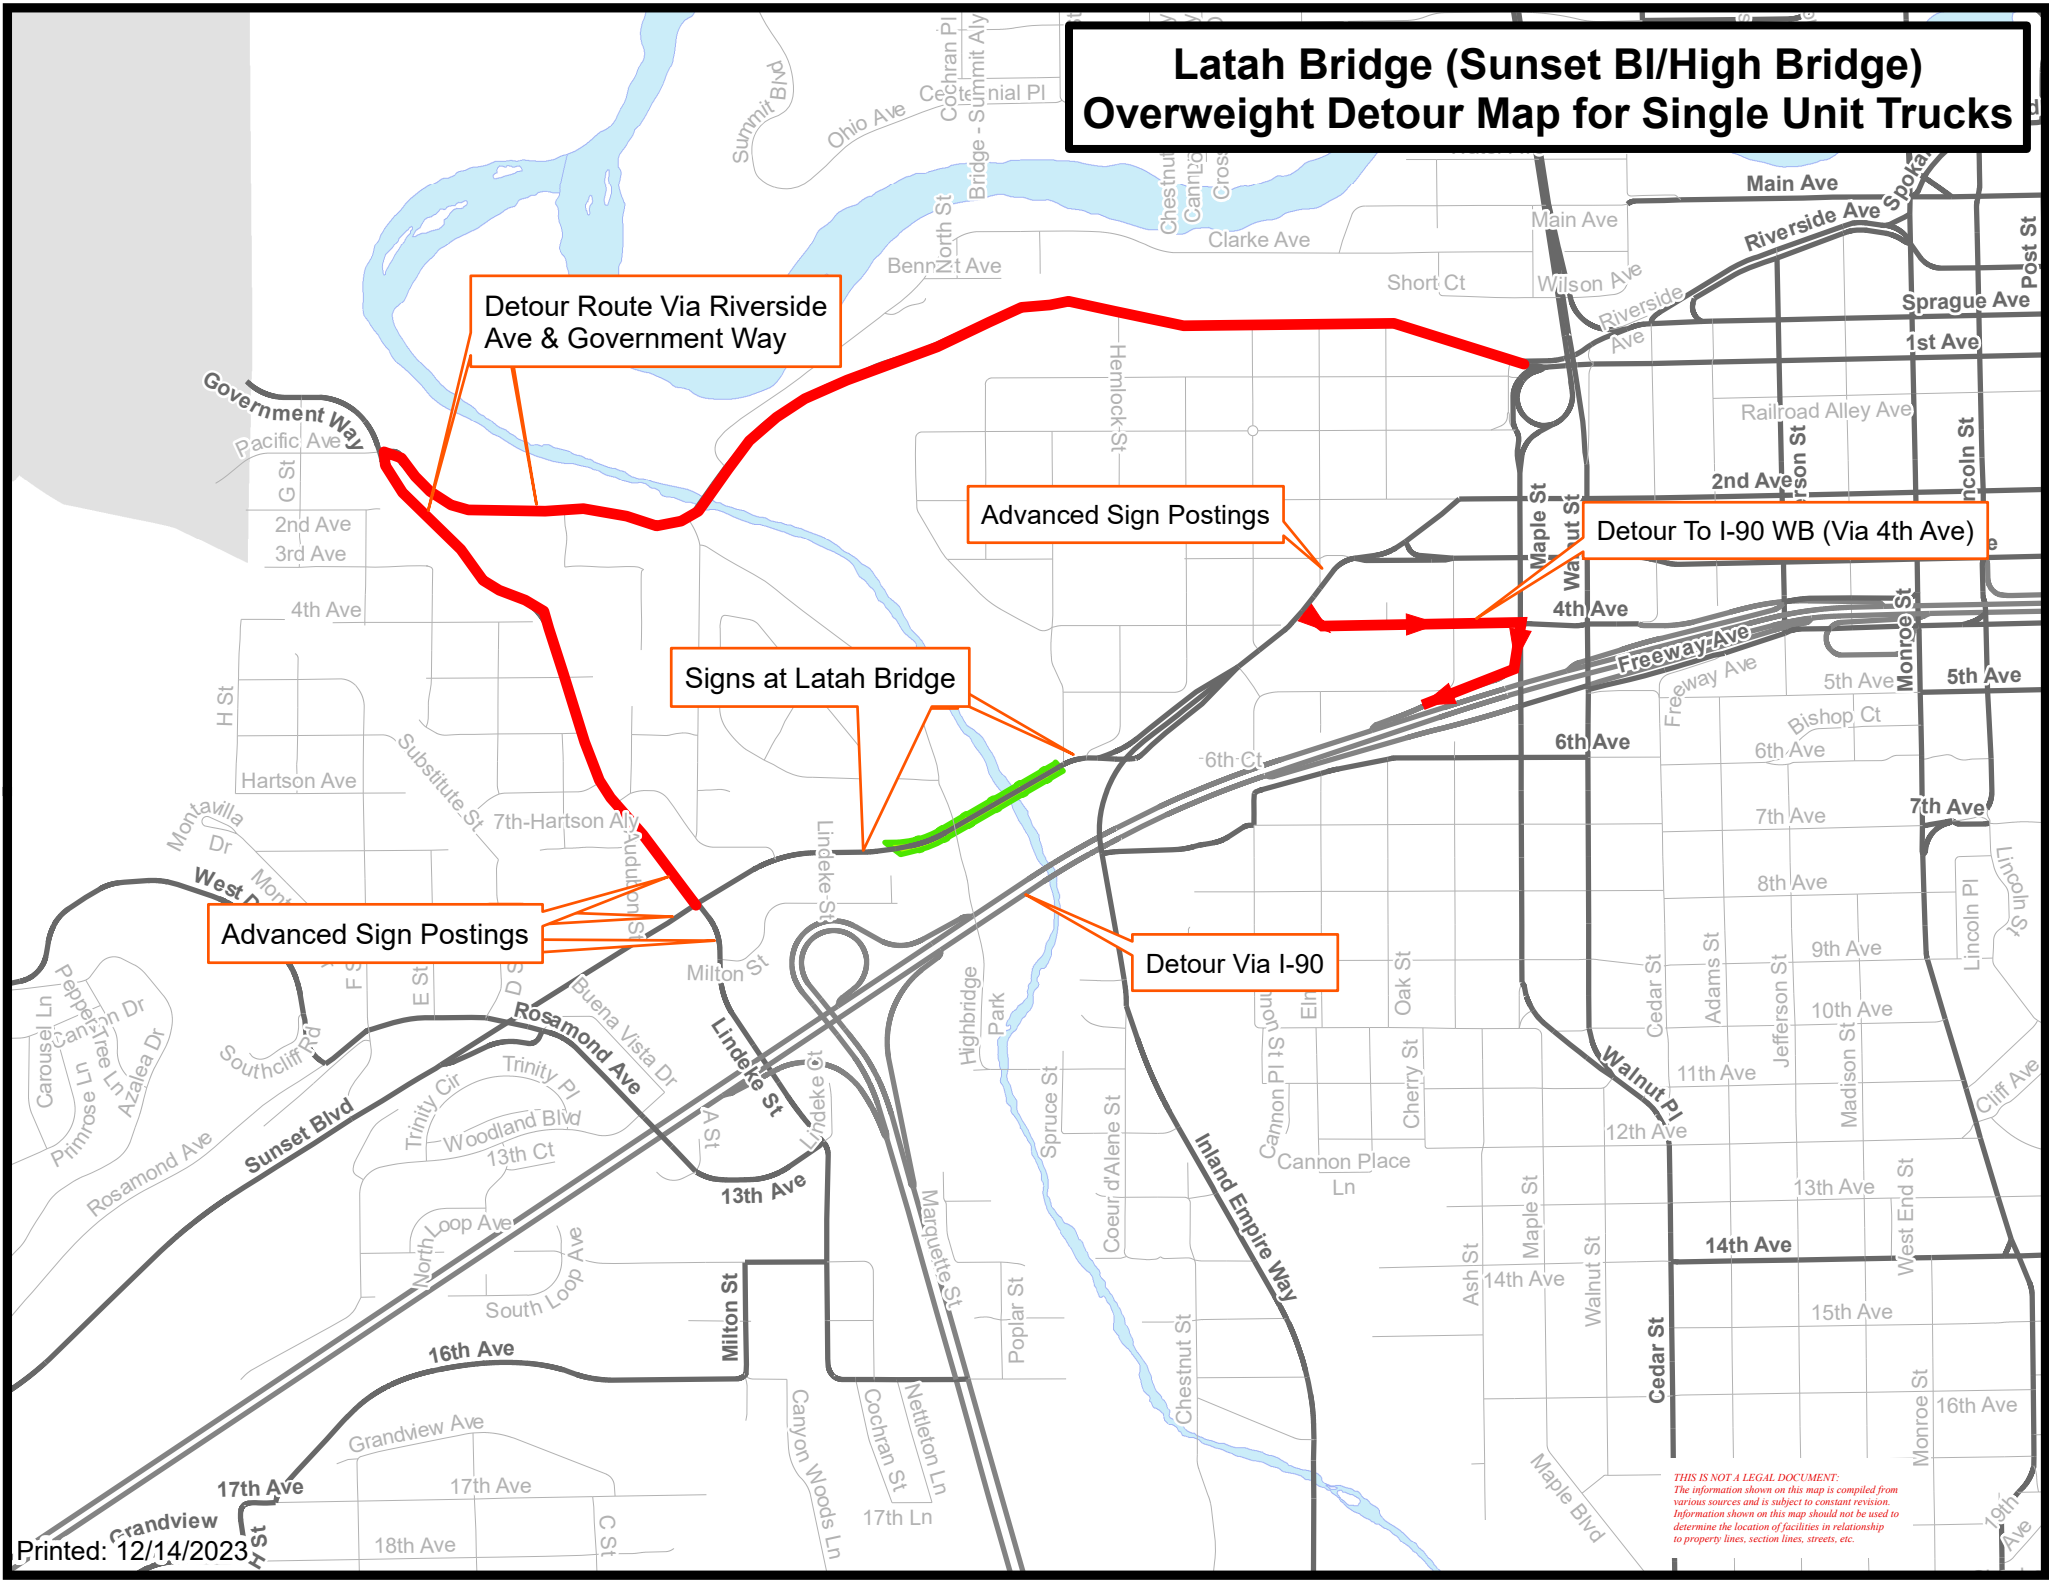 Latah Bridge (Sunset Bl/High Bridge)
Overweight Detour Map for Single Unit Trucks
Cochran Pl
Bridge - Summit Aly
Summit Blvd
Ohio Ave
Centennial Pl
Chestnut
Main Ave
Main Ave
Riverside Ave
Post St
North St
Clarke Ave
Bennett Ave
Short Ct
Wilson Ave
Riverside
Ave
Sprague Ave
1st Ave
Detour Route Via Riverside
Ave & Government Way
Hemlock St
Government Way
Pacific Ave
G St
2nd Ave
3rd Ave
4th Ave
Railroad Alley Ave
2nd Ave
Maple St
Walnut St
Advanced Sign Postings
Detour To I-90 WB (Via 4th Ave)
4th Ave
Freeway Ave
Freeway Ave
Monroe St
5th Ave
5th Ave
Bishop Ct
Signs at Latah Bridge
H St
Substitute St
Hartson Ave
7th-Hartson Aly
6th Ct
6th Ave
6th Ave
7th Ave
7th Ave
Montavilla
Dr
Audubon St
Lindeke St
8th Ave
Lincoln Pl
Lincoln St
Advanced Sign Postings
F S
E St
D S
Milton St
Detour Via I-90
Oak St
Cedar St
Adams St
Jefferson St
9th Ave
10th Ave
Pepper Tree Ln
Canyon Dr
Carousel Ln
Primrose Ln
Azalea Dr
Southcliff Rd
Rosamond Ave
Buena Vista Dr
Lindeke St
Lindeke Ct
Highbridge
Park
Trinity Cir
Trinity Pl
Woodland Blvd
13th Ct
A St
Spruce St
Coeur d'Alene St
Cannon Pl
Cherry St
Walnut Pl
11th Ave
Madison St
Cliff Ave
12th Ave
Sunset Blvd
Rosamond Ave
13th Ave
Cannon Place
Ln
Inland Empire Way
Maple St
13th Ave
West End St
North Loop Ave
South Loop Ave
Marquette St
Poplar St
Milton St
Ash St
14th Ave
Walnut St
14th Ave
15th Ave
16th Ave
Chestnut St
Cedar St
Monroe St
16th Ave
Grandview Ave
Canyon Woods Ln
Cochran St
Nettleton Ln
17th Ave
17th Ave
17th Ln
C St
18th Ave
Grandview
H St
Maple Blvd
19th
Ave
THIS IS NOT A LEGAL DOCUMENT:
The information shown on this map is compiled from
various sources and is subject to constant revision.
Information shown on this map should not be used to
determine the location of facilities in relationship
to property lines, section lines, streets, etc.
Printed: 12/14/2023